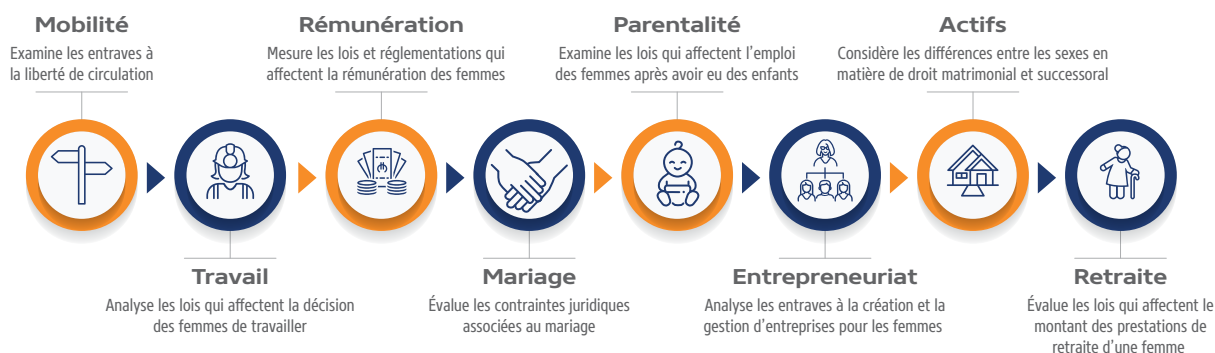 Mobilité
Examine les entraves à
la liberté de circulation
Travail
Analyse les lois qui affectent la décision
des femmes de travailler
Rémunération
Mesure les lois et réglementations qui
affectent la rémunération des femmes
Mariage
Évalue les contraintes juridiques
associées au mariage
Parentalité
Examine les lois qui affectent l'emploi
des femmes après avoir eu des enfants
Entrepreneuriat
Analyse les entraves à la création et la
gestion d'entreprises pour les femmes
Actifs
Considère les différences entre les sexes en
matière de droit matrimonial et successoral
Retraite
Évalue les lois qui affectent le
montant des prestations de
retraite d'une femme